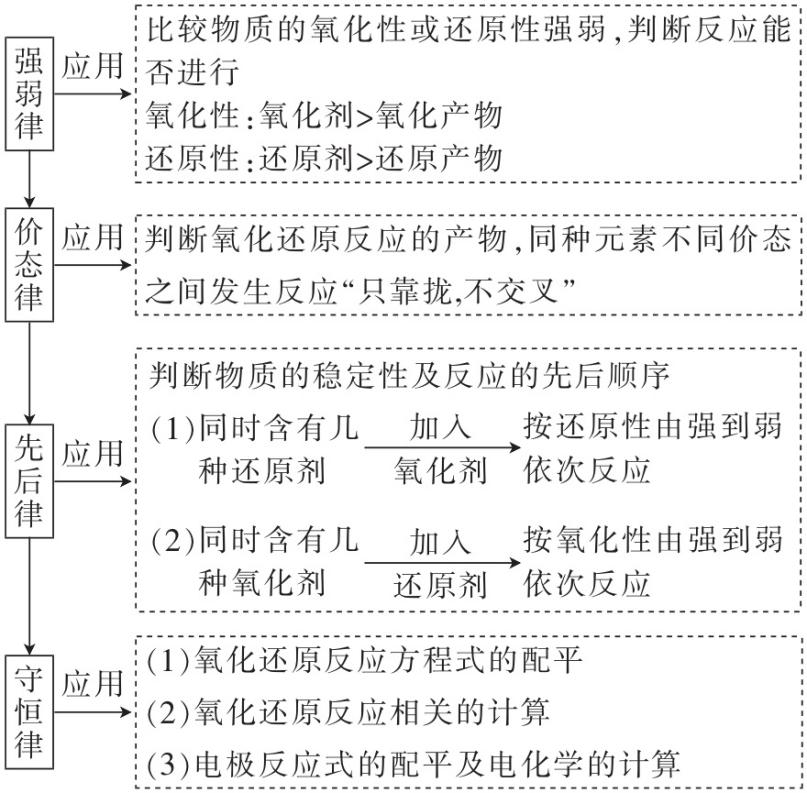 强弱律
应用
比较物质的氧化性或还原性强弱,判断反应能
否进行
氧化性:氧化剂>氧化产物
还原性:还原剂>还原产物
价态律
应用
判断氧化还原反应的产物,同种元素不同价态
之间发生反应“只靠拢,不交叉”
先后律
应用
判断物质的稳定性及反应的先后顺序
(1)同时含有几
种还原剂
加入
氧化剂
按还原性由强到弱
依次反应
(2)同时含有几
种氧化剂
加入
还原剂
按氧化性由强到弱
依次反应
守恒律
应用
(1)氧化还原反应方程式的配平
(2)氧化还原反应相关的计算
(3)电极反应式的配平及电化学的计算